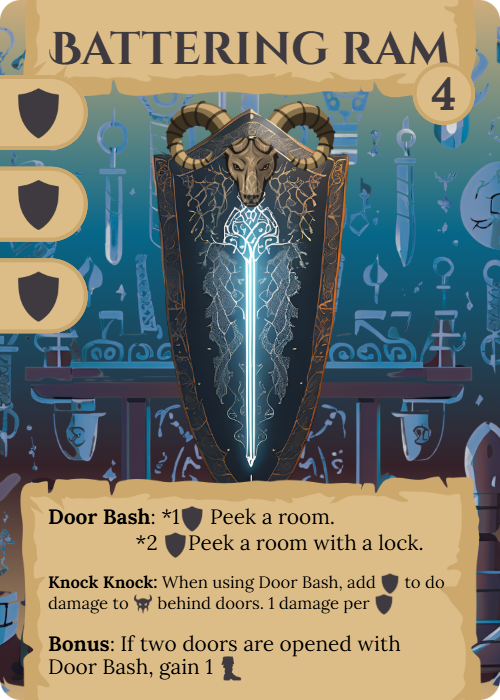 BATTERING RAM
4
Door Bash: *1 Peek a room.
*2 Peek a room with a lock.
Knock Knock: When using Door Bash, add to do
damage to behind doors. 1 damage per
Bonus: If two doors are opened with
Door Bash, gain 1